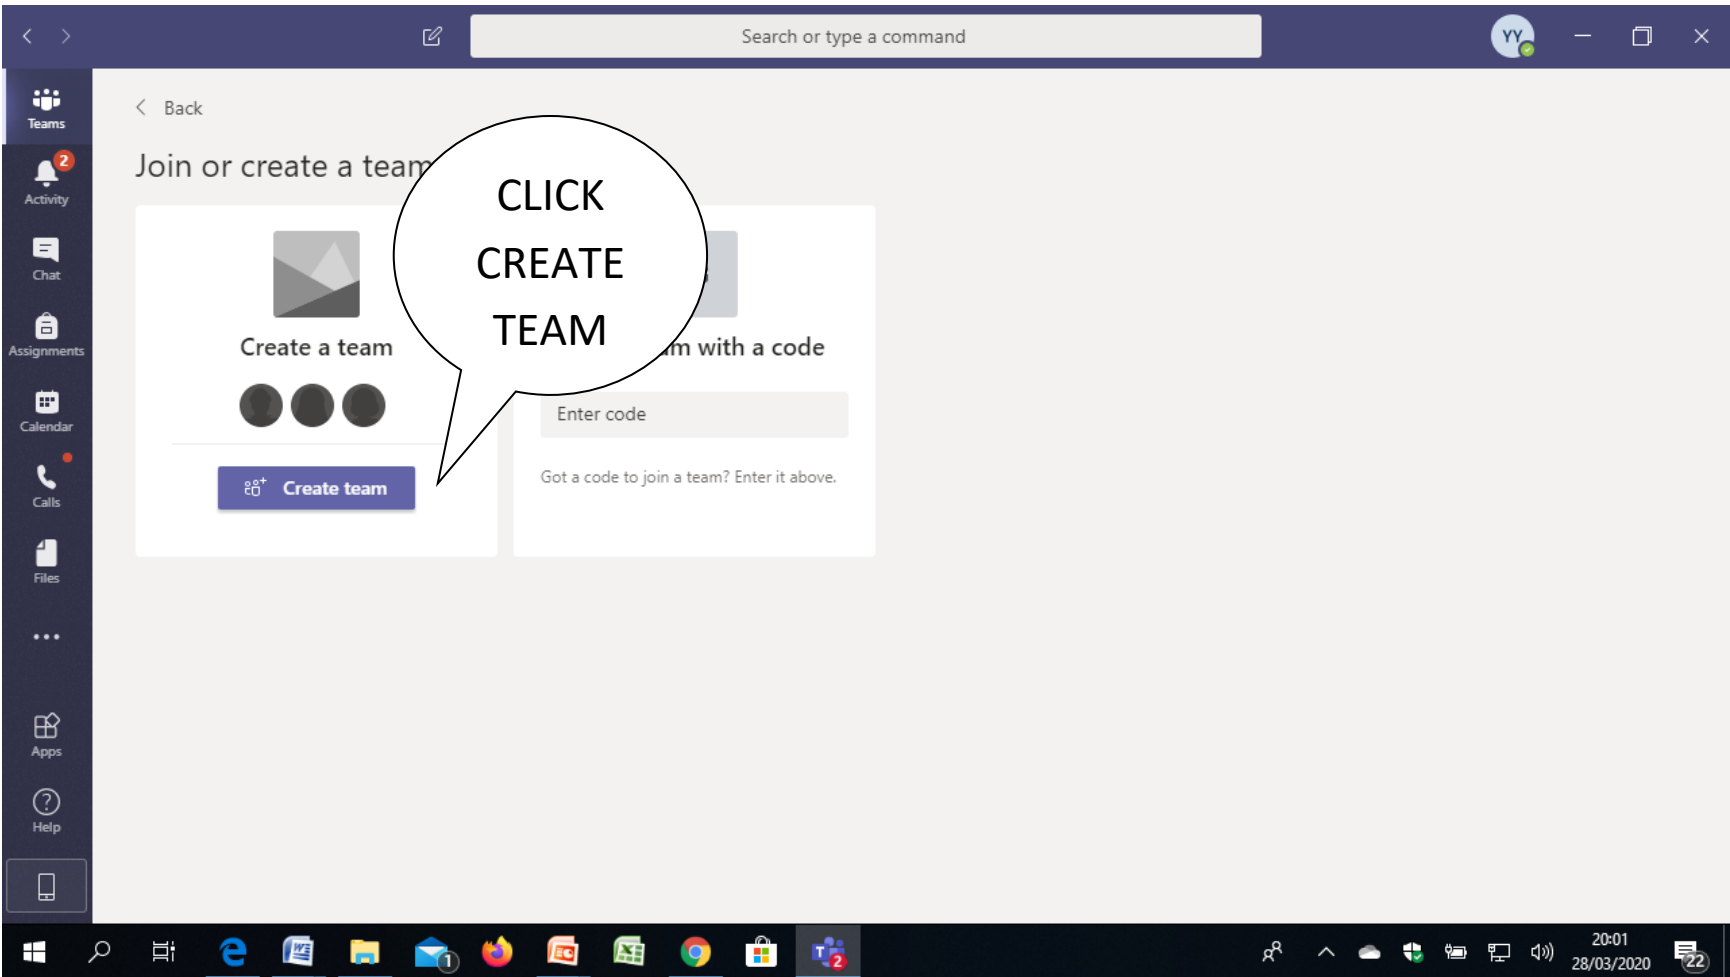 Search or type a command
YY
Teams
2
Activity
Chat
Assignments
Calendar
Calls
Files
Apps
Help
Back
Join or create a team
CLICK
CREATE
TEAM
Create a team
Create team
with a code
Enter code
Got a code to join a team? Enter it above.
1
2
20:01
28/03/2020
22